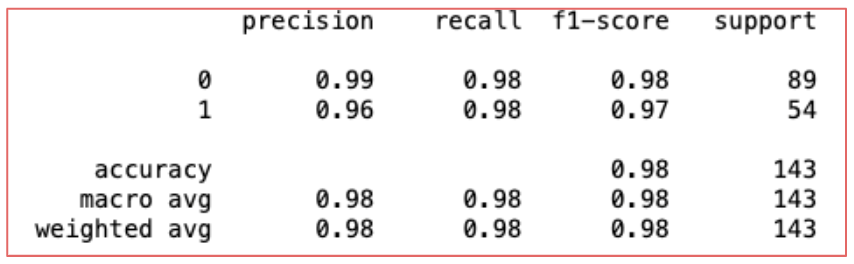 precision recall f1-score support
0 0.99 0.98 0.98 89
1 0.96 0.98 0.97 54
accuracy 0.98 143
macro avg 0.98 0.98 0.98 143
weighted avg 0.98 0.98 0.98 143